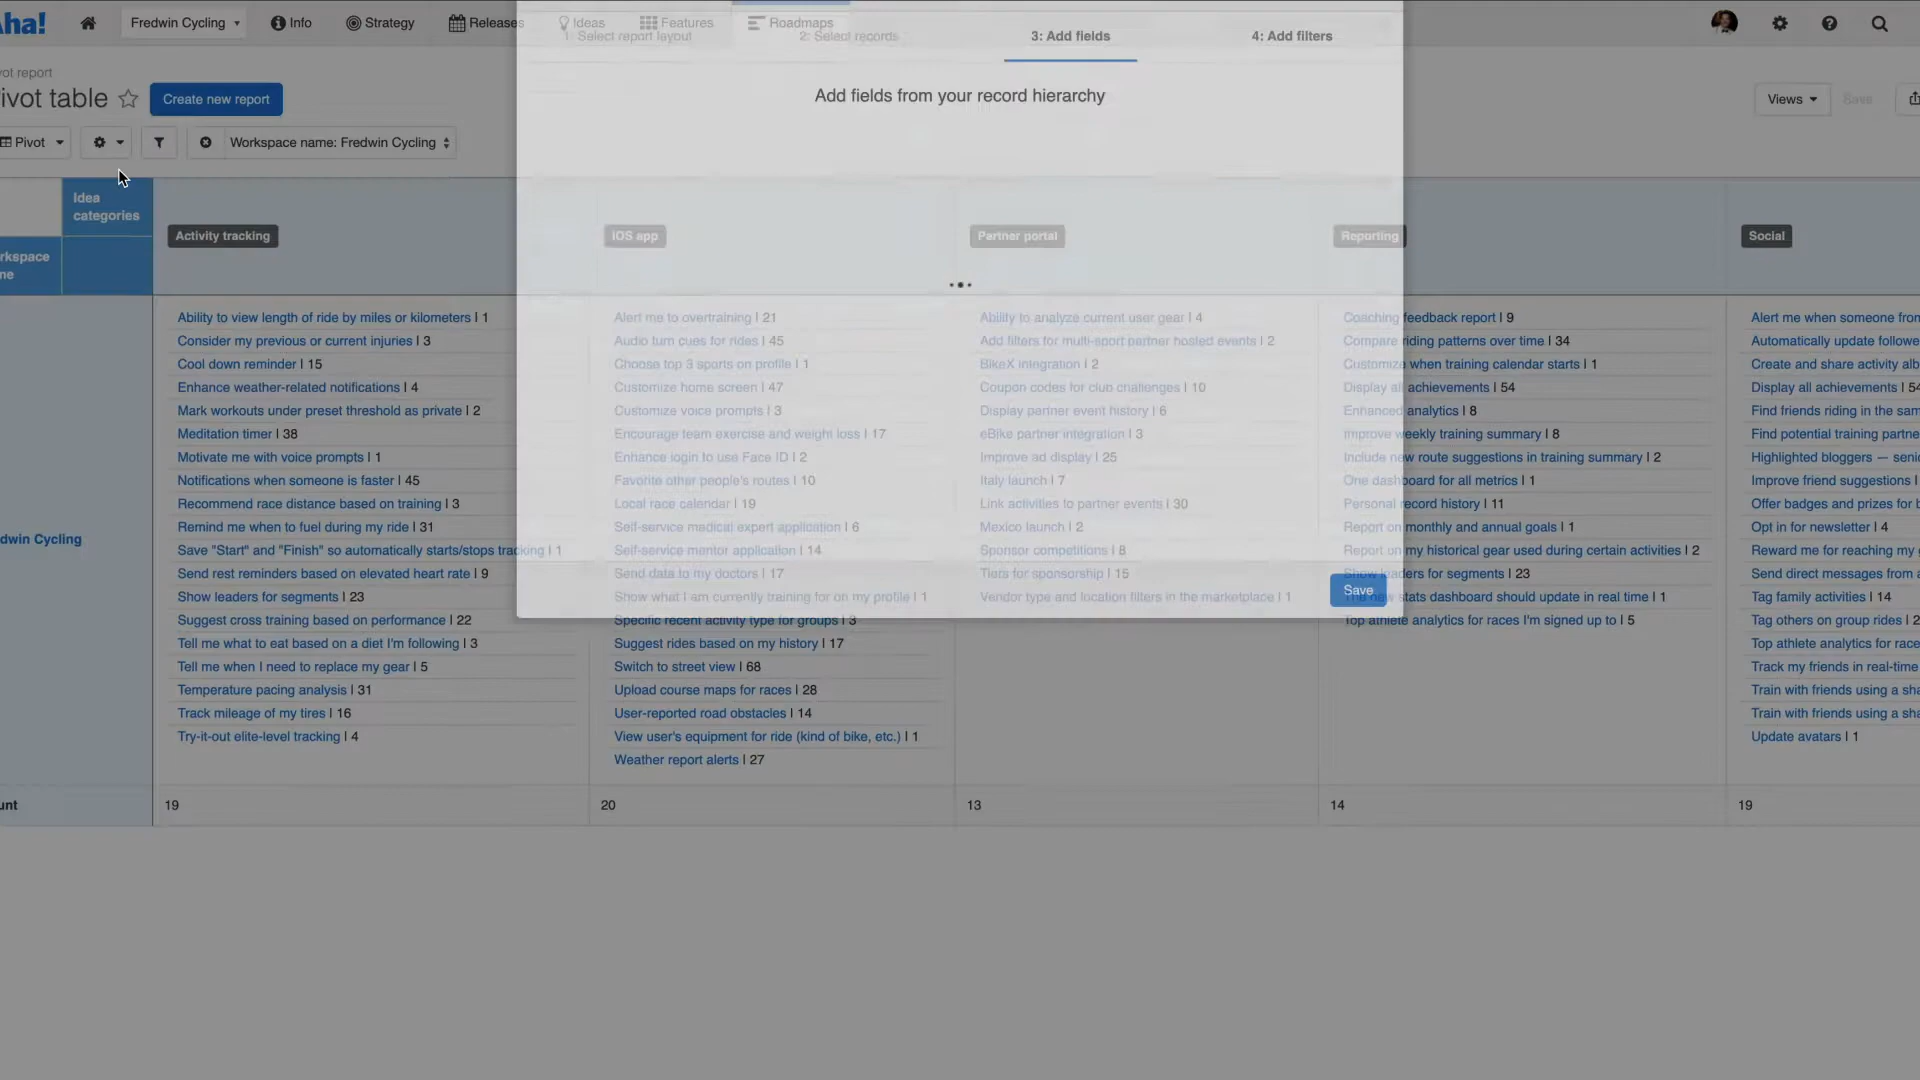 Aha!
Fredwin Cycling
Info
Strategy
Releases
Ideas
Features
Roadmaps
1: Select report layout
2: Select records
3: Add fields
4: Add filters
Add fields from your record hierarchy
Pivot report
Pivot table
Create new report
Views
Save
Pivot
Workspace name: Fredwin Cycling
Idea categories
rkspace
ne
Activity tracking
iOS app
Partner portal
Reporting
Social
dwin Cycling
Ability to view length of ride by miles or kilometers | 1
Consider my previous or current injuries | 3
Cool down reminder | 15
Enhance weather-related notifications | 4
Mark workouts under preset threshold as private | 2
Meditation timer | 38
Motivate me with voice prompts | 1
Notifications when someone is faster | 45
Recommend race distance based on training | 3
Remind me when to fuel during my ride | 31
Save "Start" and "Finish" so automatically starts/stops tracking | 1
Send rest reminders based on elevated heart rate | 9
Show leaders for segments | 23
Suggest cross training based on performance | 22
Tell me what to eat based on a diet I'm following | 3
Tell me when I need to replace my gear | 5
Temperature pacing analysis | 31
Track mileage of my tires | 16
Try-it-out elite-level tracking | 4
Alert me to overtraining | 21
Audio turn cues for rides | 45
Choose top 3 sports on profile | 1
Customize home screen | 47
Customize voice prompts | 3
Encourage team exercise and weight loss | 17
Enhance login to use Face ID | 2
Favorite other people's routes | 10
Local race calendar | 19
Self-service medical expert application | 6
Self-service mentor application | 14
Send data to my doctors | 17
Show what I am currently training for on my profile | 1
Specific recent activity type for groups | 3
Suggest rides based on my history | 17
Switch to street view | 68
Upload course maps for races | 28
User-reported road obstacles | 14
View user's equipment for ride (kind of bike, etc.) | 1
Weather report alerts | 27
Ability to analyze current user gear | 4
Add filters for multi-sport partner hosted events | 2
BikeX integration | 2
Coupon codes for club challenges | 10
Display partner event history | 6
eBike partner integration | 3
Improve ad display | 25
Italy launch | 7
Link activities to partner events | 30
Mexico launch | 2
Sponsor competitions | 8
Tiers for sponsorship | 15
Vendor type and location filters in the marketplace | 1
Coaching feedback report | 9
Compare riding patterns over time | 34
Customize when training calendar starts | 1
Display all achievements | 54
Enhanced analytics | 8
Improve weekly training summary | 8
Include new route suggestions in training summary | 2
One dashboard for all metrics | 1
Personal record history | 11
Report on monthly and annual goals | 1
Report on my historical gear used during certain activities | 2
Show leaders for segments | 23
The new stats dashboard should update in real time | 1
Top athlete analytics for races I'm signed up to | 5
Save
Alert me when someone from
Automatically update followe
Create and share activity alb
Display all achievements | 54
Find friends riding in the sam
Find potential training partne
Highlighted bloggers — seni
Improve friend suggestions |
Offer badges and prizes for b
Opt in for newsletter | 4
Reward me for reaching my
Send direct messages from a
Tag family activities | 14
Tag others on group rides | 2
Top athlete analytics for race
Track my friends in real-time
Train with friends using a sha
Train with friends using a sha
Update avatars | 1
unt
19
20
13
14
19